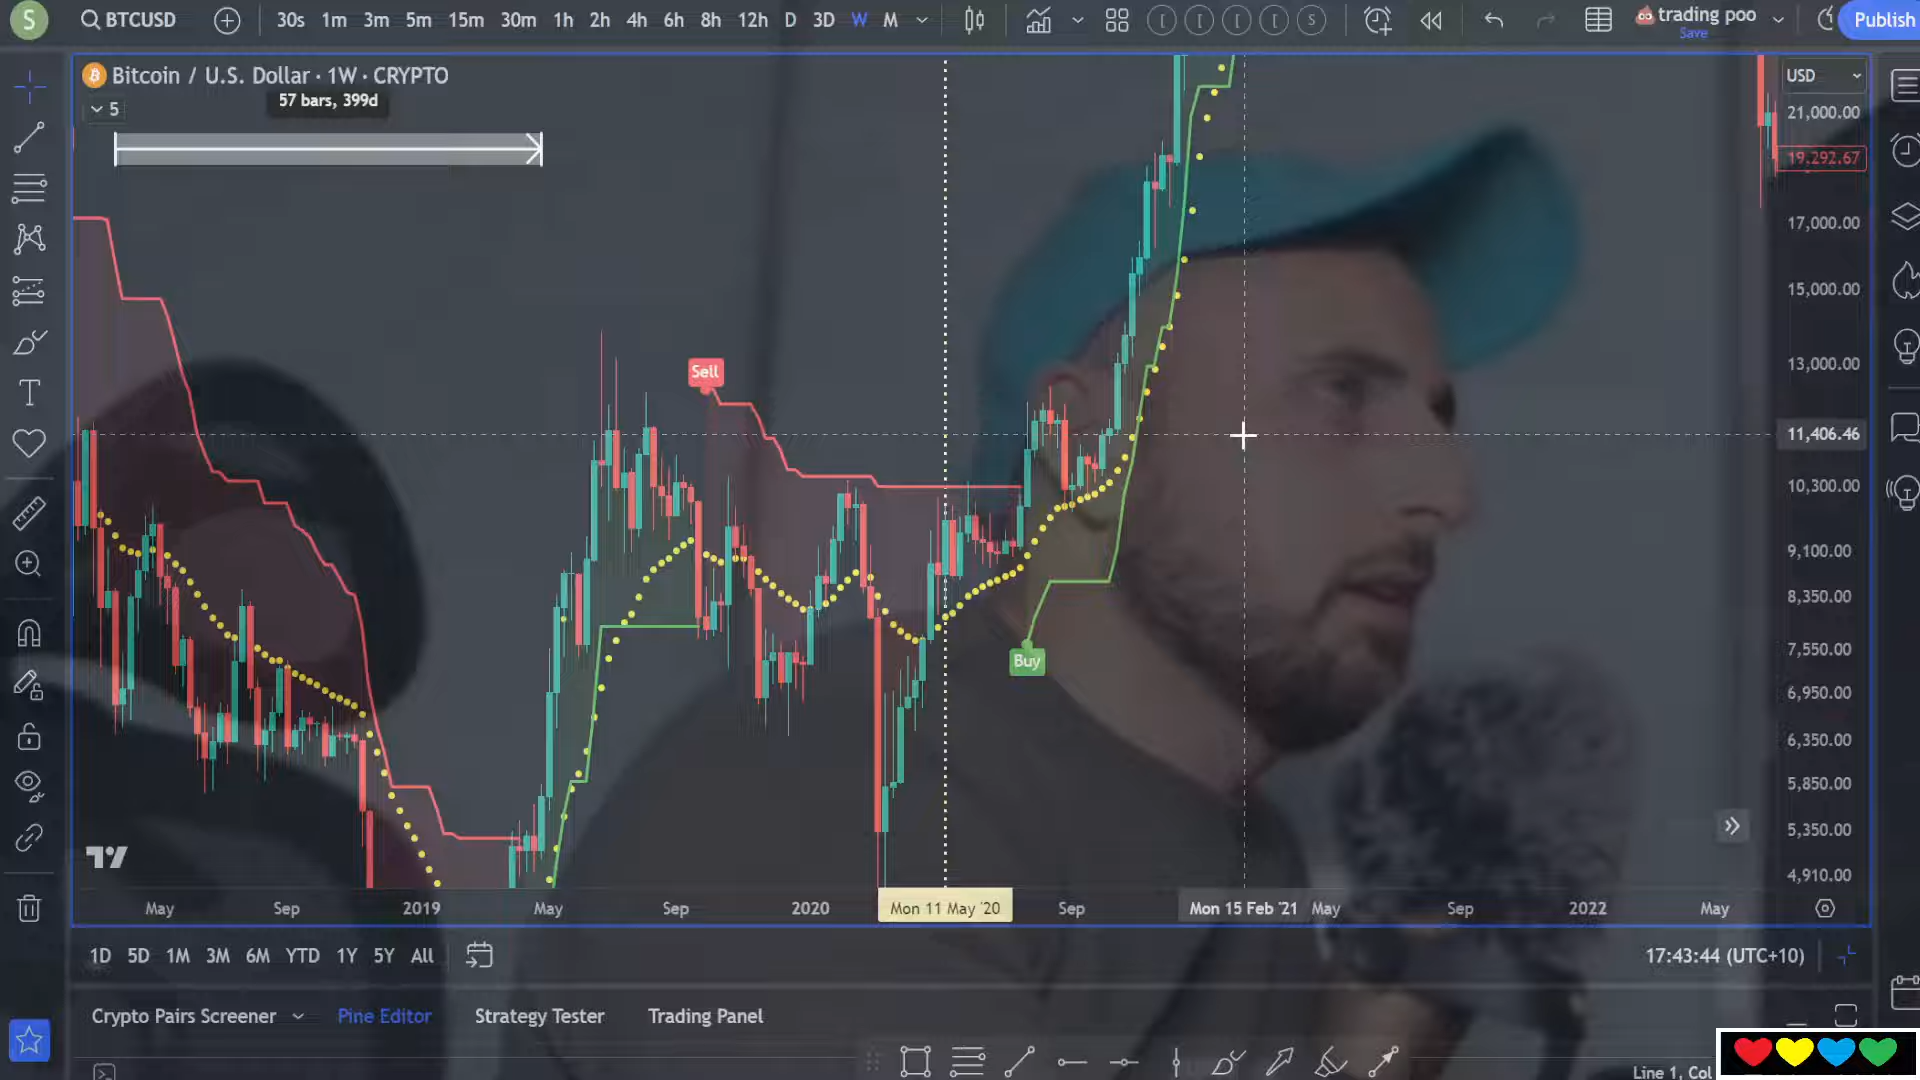 S
BTCUSD
30s 1m 3m 5m 15m 30m 1h 2h 4h 6h 8h 12h D 3D W M
S
trading poo
Save
Publish
Bitcoin / U.S. Dollar · 1W · CRYPTO
57 bars, 399d
5
USD
21,000.00
19,292.67
17,000.00
15,000.00
13,000.00
11,406.46
10,300.00
9,100.00
8,350.00
7,550.00
6,950.00
6,350.00
5,850.00
5,350.00
4,910.00
Sell
Buy
May Sep 2019 May Sep 2020 Mon 11 May '20 Sep Mon 15 Feb '21 May Sep 2022 May
1D 5D 1M 3M 6M YTD 1Y 5Y All
17:43:44 (UTC+10)
Crypto Pairs Screener Pine Editor Strategy Tester Trading Panel
Line 1, Col